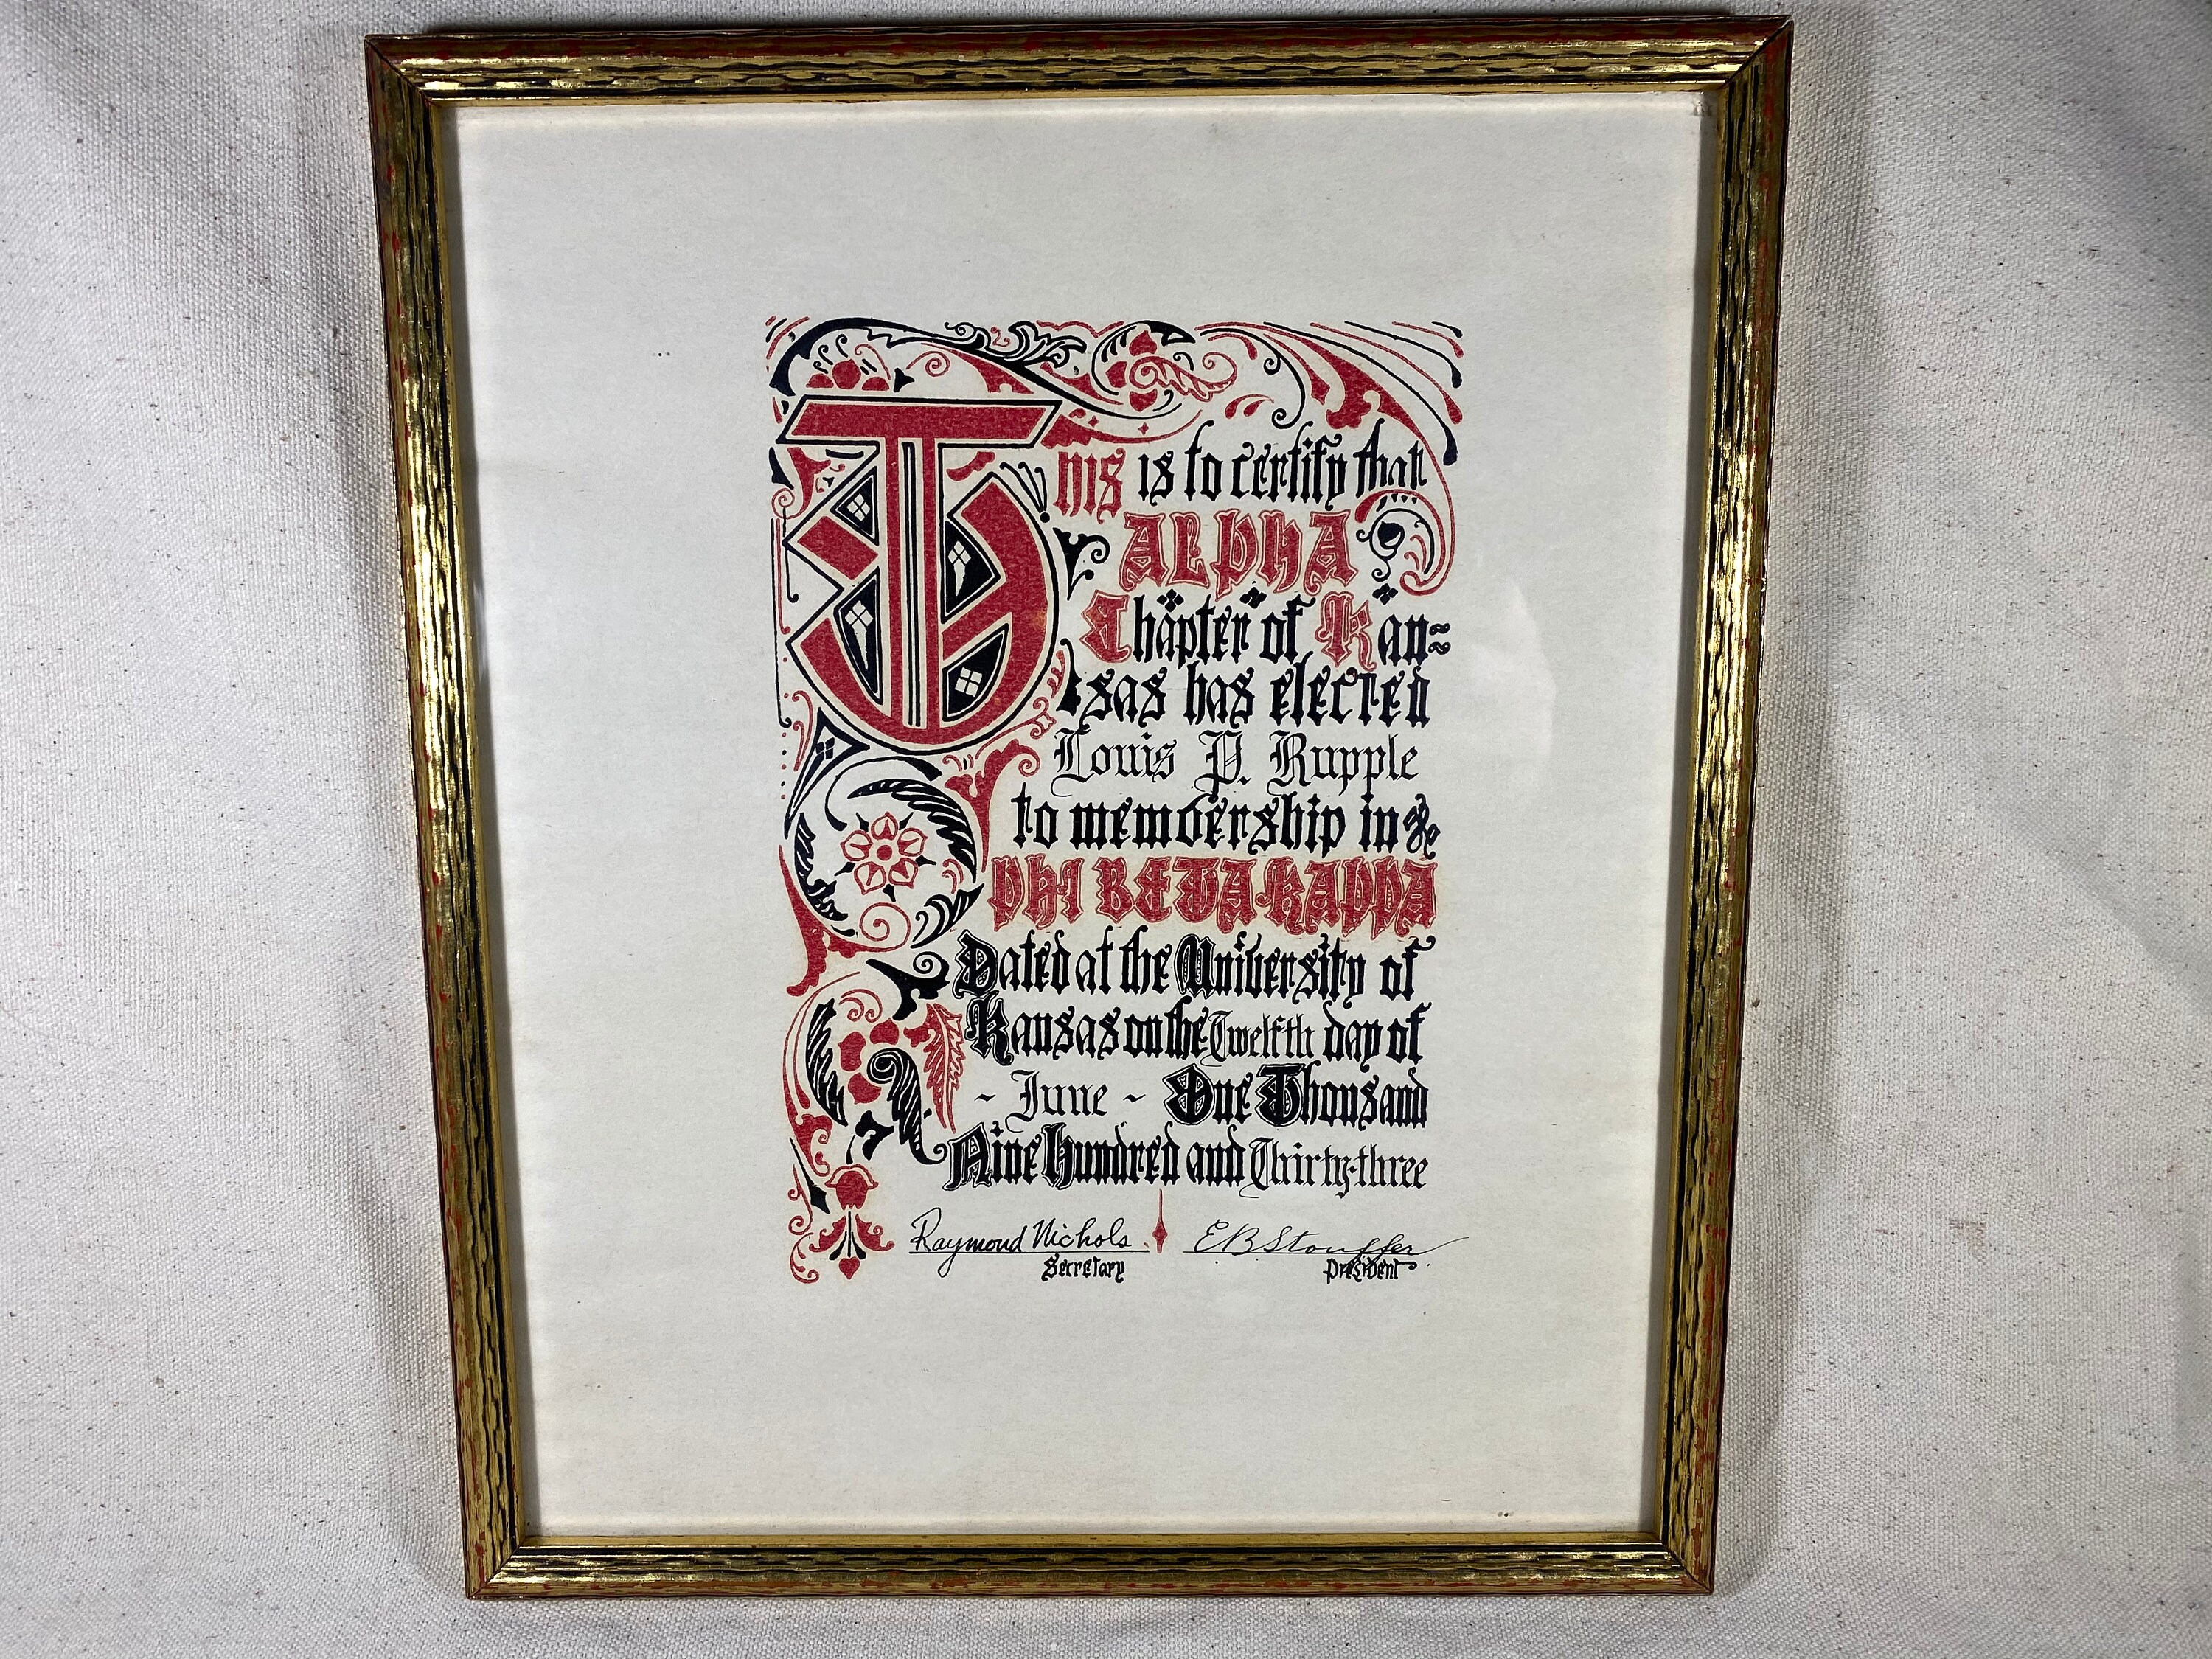 This is to certify that
ALPHA
Chapter of Kan=
sas has elected
Louis P. Rupple
to membership in
PHI BETA KAPPA
Dated at the University of
Kansas on the Twelfth day of
~ June ~ One Thousand
Nine Hundred and Thirty-three
Raymond Nichols. E B Stouffer
Secretary President